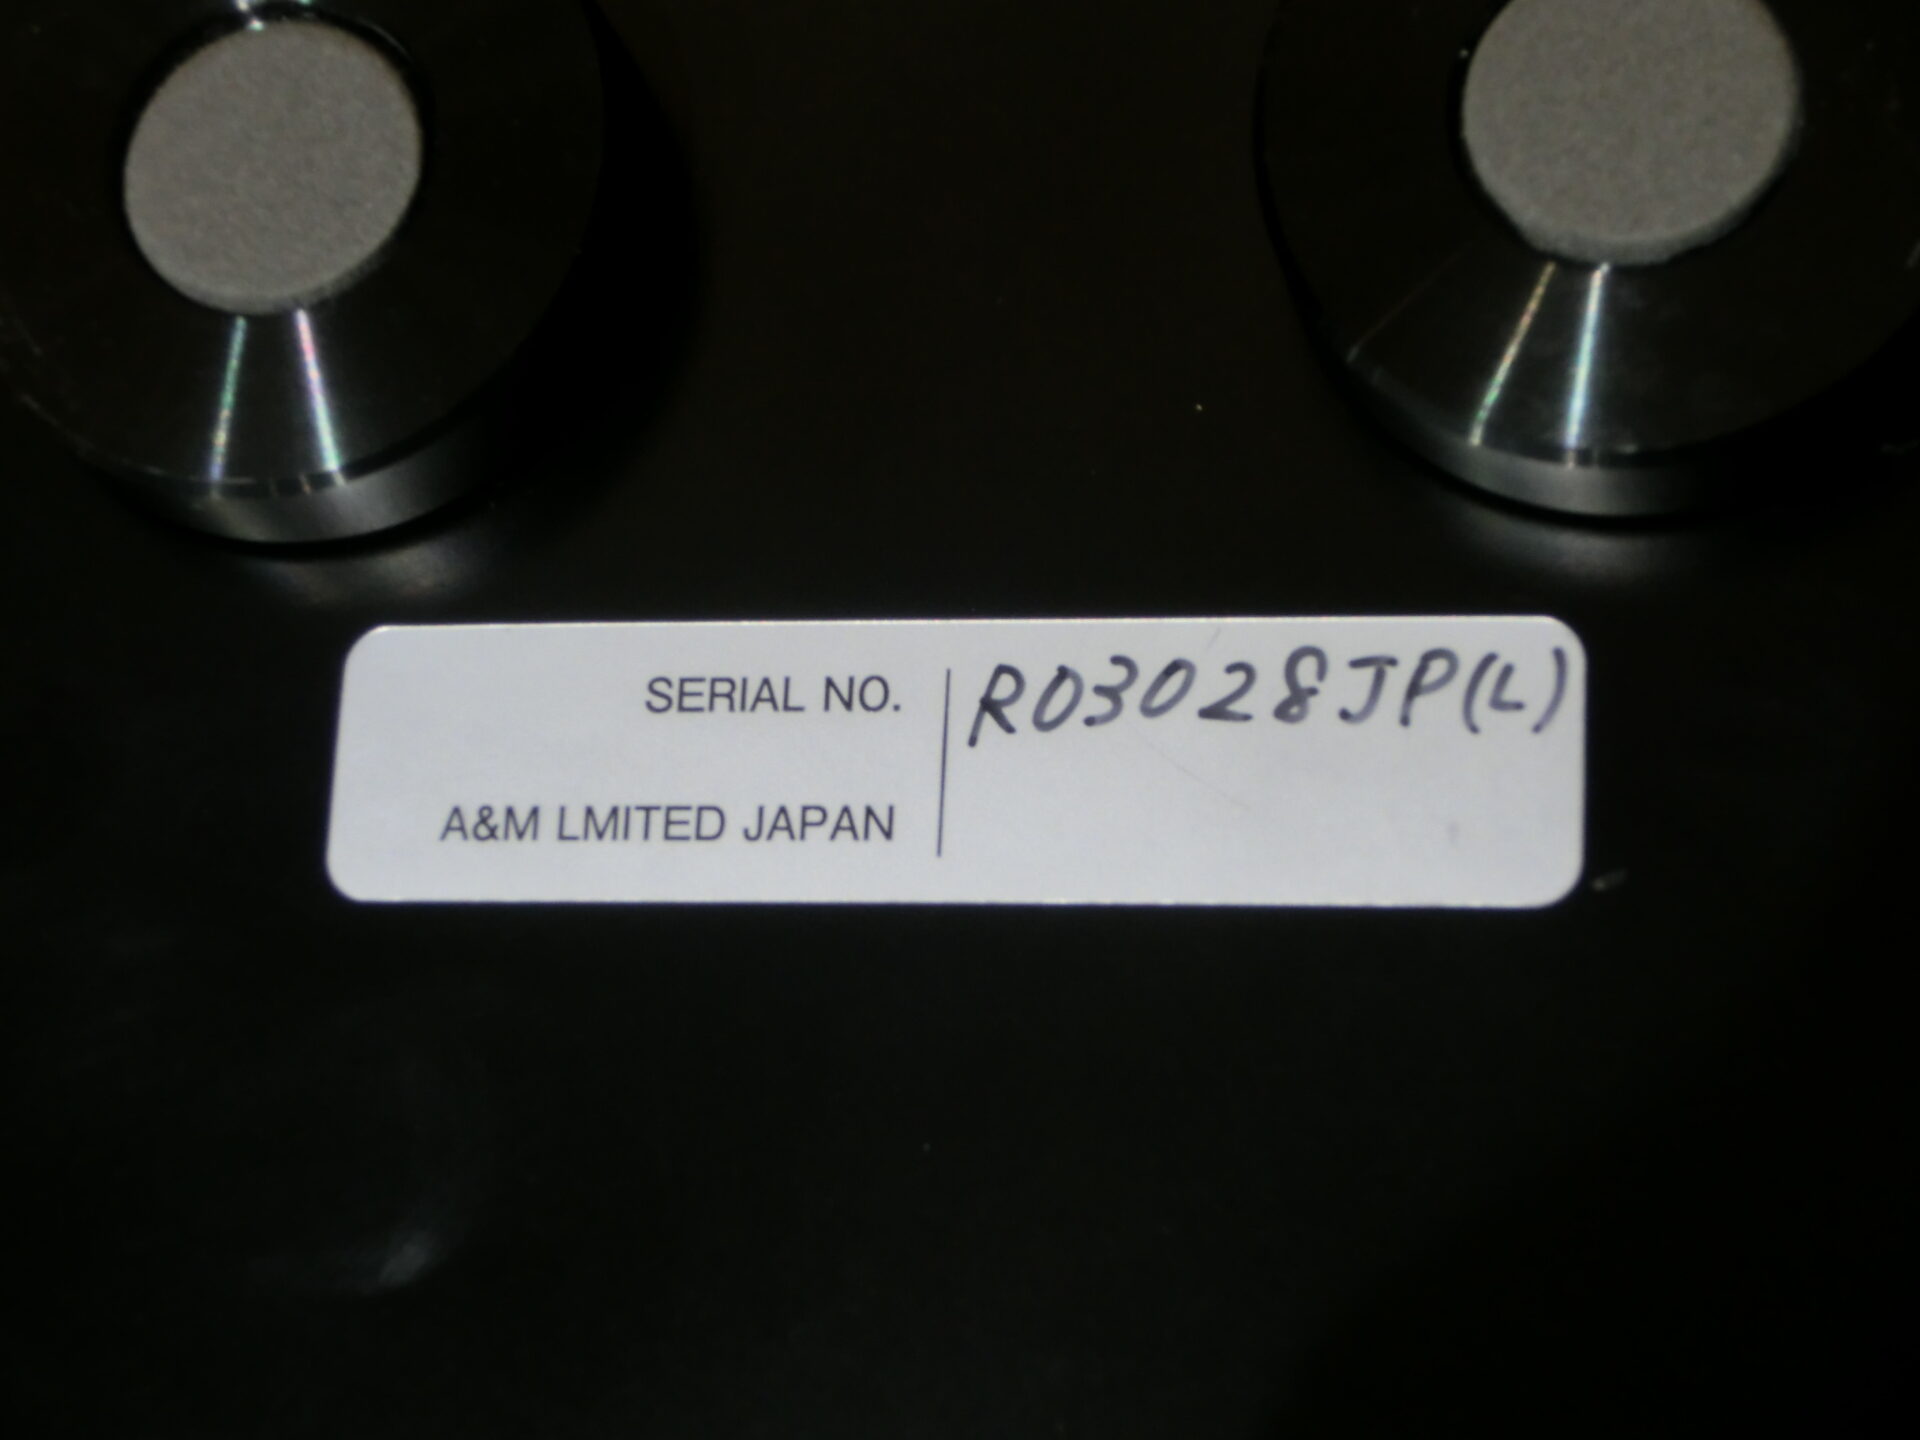 SERIAL NO. R03028JP(L)
A&M LMITED JAPAN